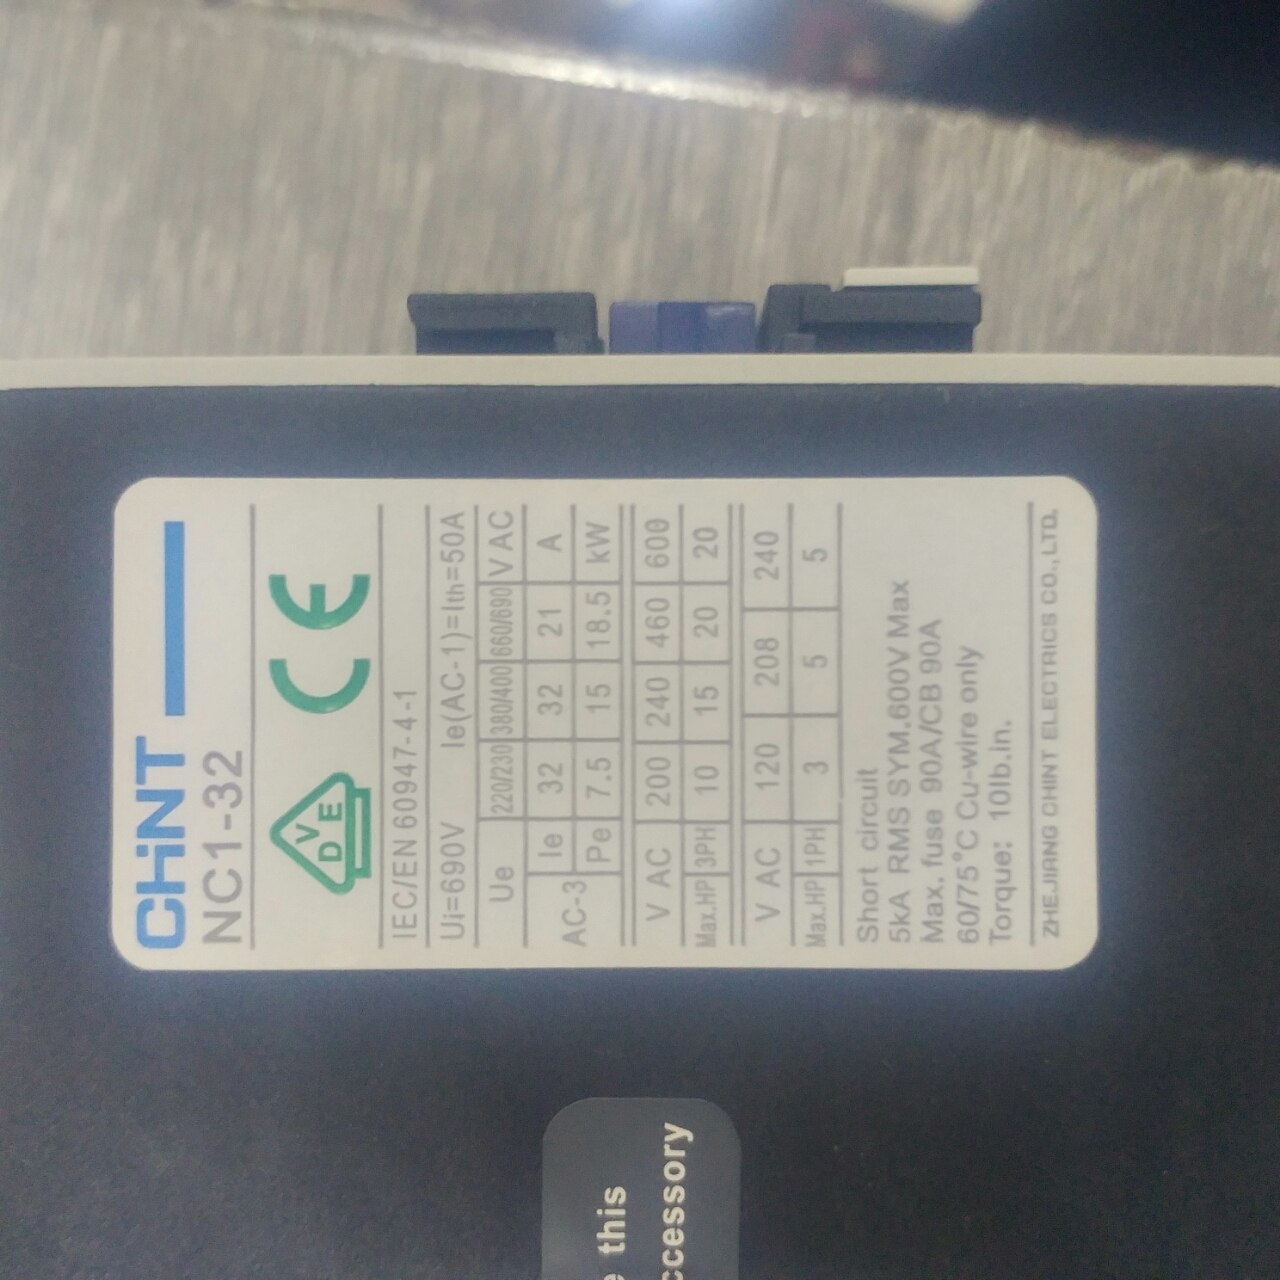 CHINT
NC1-32
DVE
CE
IEC/EN 60947-4-1
Ui=690V Ie(AC-1)=Ith=50A
Ue 220/230 380/400 660/690 V AC
AC-3 Ie 32 32 21 A
Pe 7.5 15 18.5 kW
V AC 200 240 460 600
Max.HP 3PH 10 15 20 20
V AC 120 208 240
Max.HP 1PH 3 5 5
Short circuit
5kA RMS SYM,600V Max
Max. fuse 90A/CB 90A
60/75°C Cu-wire only
Torque: 10lb.in.
ZHEJIANG CHINT ELECTRICS CO.,LTD.
this